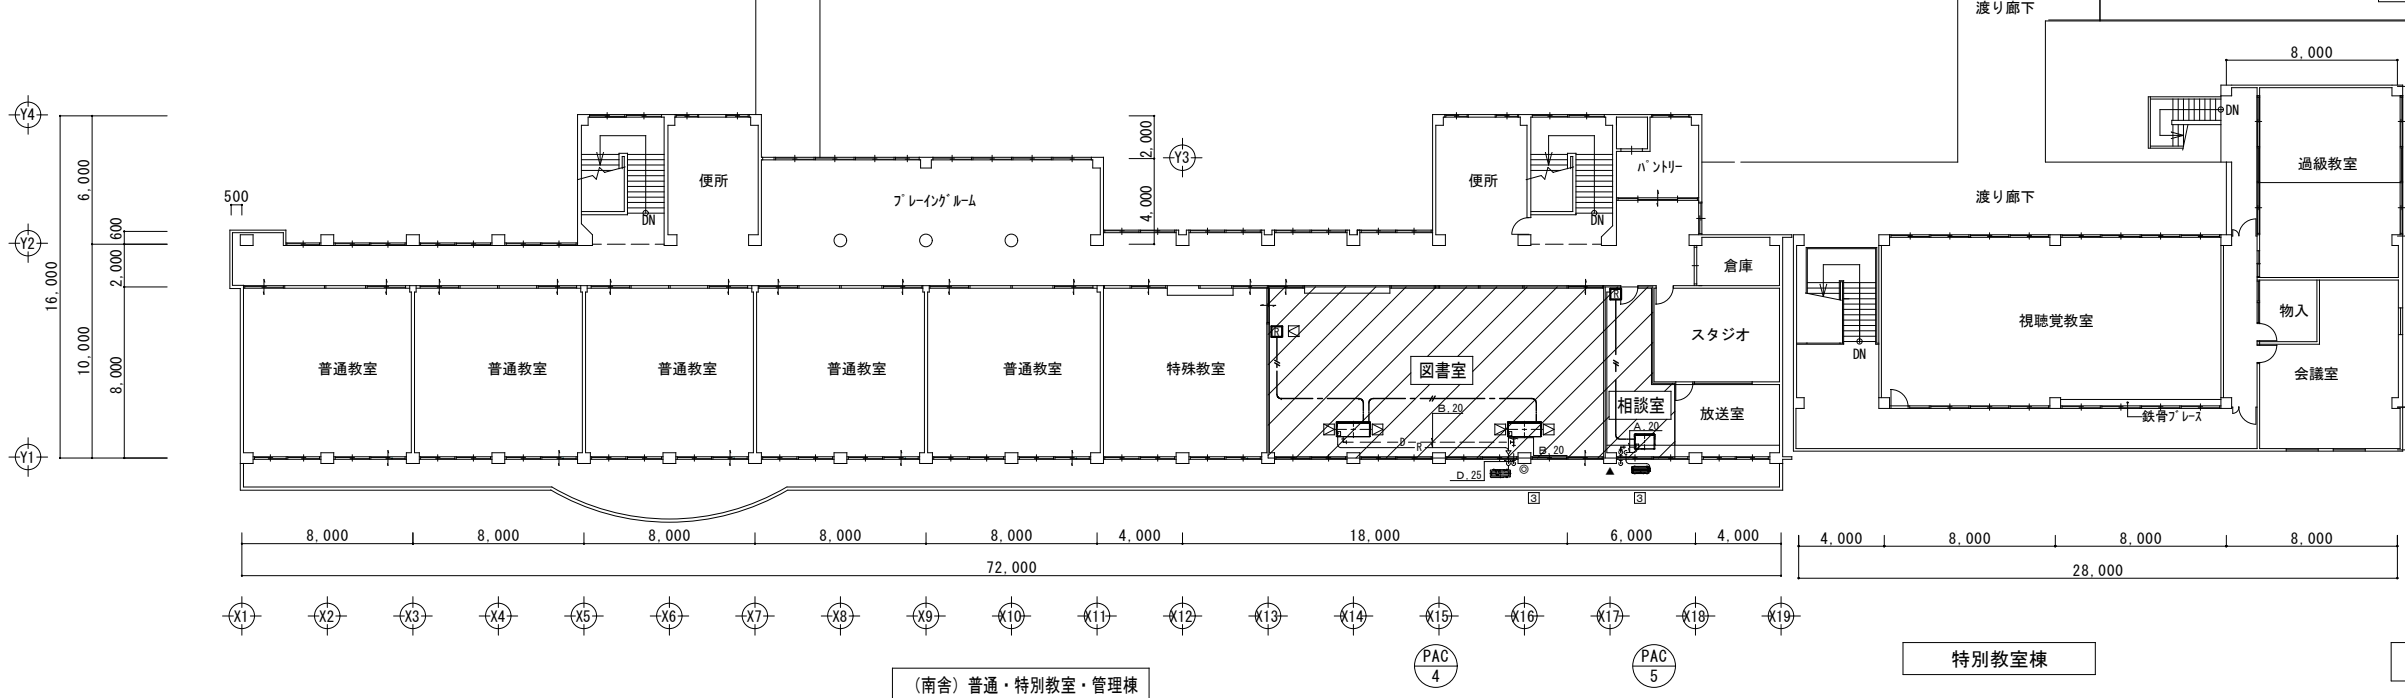 渡り廊下
8,000
Y4
DN
2,000
Y3
過級教室
6,000
便所
便所
パントリー
500
プレーイングルーム
渡り廊下
4,000
DN
DN
600
Y2
倉庫
2,000
16,000
物入
スタジオ
視聴覚教室
R
R
10,000
8,000
DN
普通教室
普通教室
普通教室
普通教室
普通教室
特殊教室
図書室
会議室
B,20
相談室
放送室
鉄骨ブレース
A,20
D
R
B,20
Y1
D,25
3
3
8,000
8,000
8,000
8,000
8,000
4,000
18,000
6,000
4,000
4,000
8,000
8,000
8,000
72,000
28,000
X1
X2
X3
X4
X5
X6
X7
X8
X9
X10
X11
X12
X13
X14
X15
X16
X17
X18
X19
PAC
4
PAC
5
特別教室棟
(南舎) 普通・特別教室・管理棟